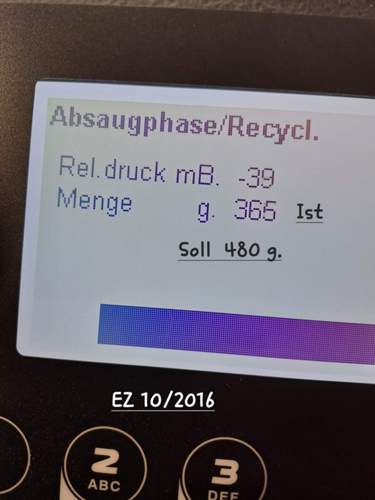 Absaugphase/Recycl.
Rel.druck mB. -39
Menge g. 365 Ist
Soll 480 g.
EZ 10/2016
2 3
ABC DEF